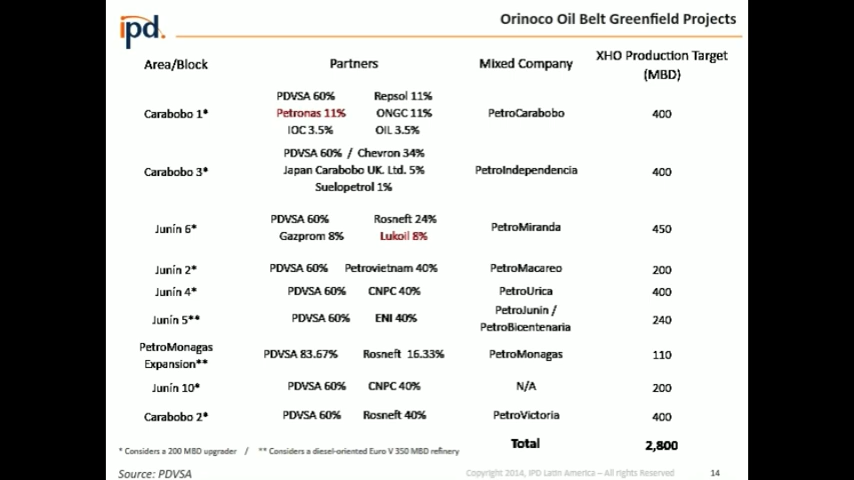 ipd.
Orinoco Oil Belt Greenfield Projects
Area/Block Partners Mixed Company XHO Production Target (MBD)
Carabobo 1* PDVSA 60% Repsol 11% Petronas 11% ONGC 11% IOC 3.5% OIL 3.5% PetroCarabobo 400
Carabobo 3* PDVSA 60% / Chevron 34% Japan Carabobo UK. Ltd. 5% Suelopetrol 1% PetroIndependencia 400
Junín 6* PDVSA 60% Rosneft 24% Gazprom 8% Lukoil 8% PetroMiranda 450
Junín 2* PDVSA 60% Petrovietnam 40% PetroMacareo 200
Junín 4* PDVSA 60% CNPC 40% PetroUrica 400
Junín 5** PDVSA 60% ENI 40% PetroJunin / PetroBicentenaria 240
PetroMonagas Expansion** PDVSA 83.67% Rosneft 16.33% PetroMonagas 110
Junín 10* PDVSA 60% CNPC 40% N/A 200
Carabobo 2* PDVSA 60% Rosneft 40% PetroVictoria 400
Total 2,800
* Considers a 200 MBD upgrader / ** Considers a diesel-oriented Euro V 350 MBD refinery
Source: PDVSA
Copyright 2014, IPD Latin America – All rights Reserved 14